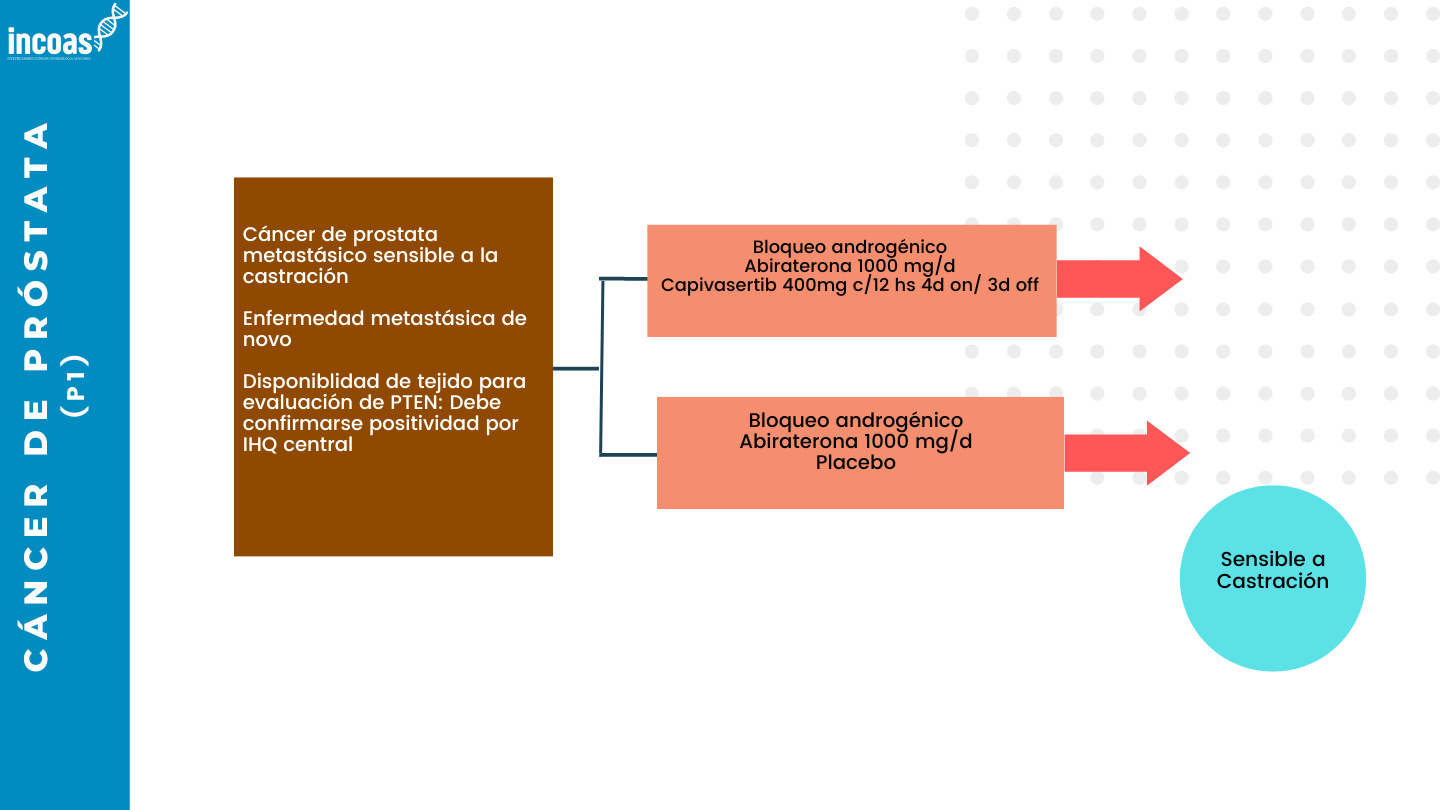 incoas
CÁNCER DE PRÓSTATA
(P1)
Cáncer de prostata
metastásico sensible a la
castración
Enfermedad metastásica de
novo
Disponiblidad de tejido para
evaluación de PTEN: Debe
confirmarse positividad por
IHQ central
Bloqueo androgénico
Abiraterona 1000 mg/d
Capivasertib 400mg c/12 hs 4d on/ 3d off
Bloqueo androgénico
Abiraterona 1000 mg/d
Placebo
Sensible a
Castración